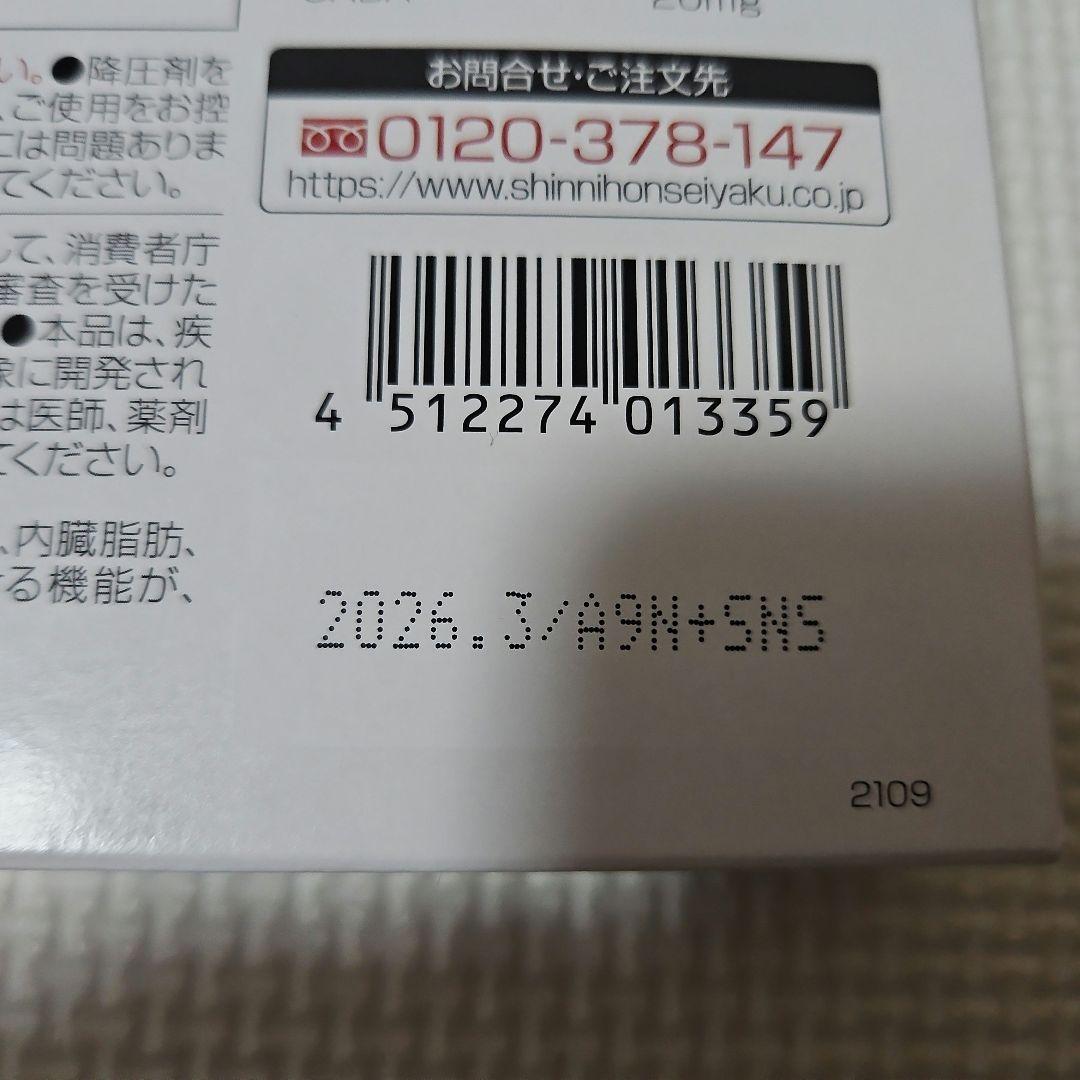 20mg
い。●降圧剤を
、ご使用をお控
には問題ありま
てください。
お問合せ・ご注文先
0120-378-147
https://www.shinnihonseiyaku.co.jp
して、消費者庁
審査を受けた
●本品は、疾
象に開発され
は医師、薬剤
てください。
、内臓脂肪、
する機能が、
4 512274 013359
2026.3/A9N+SN5
2109